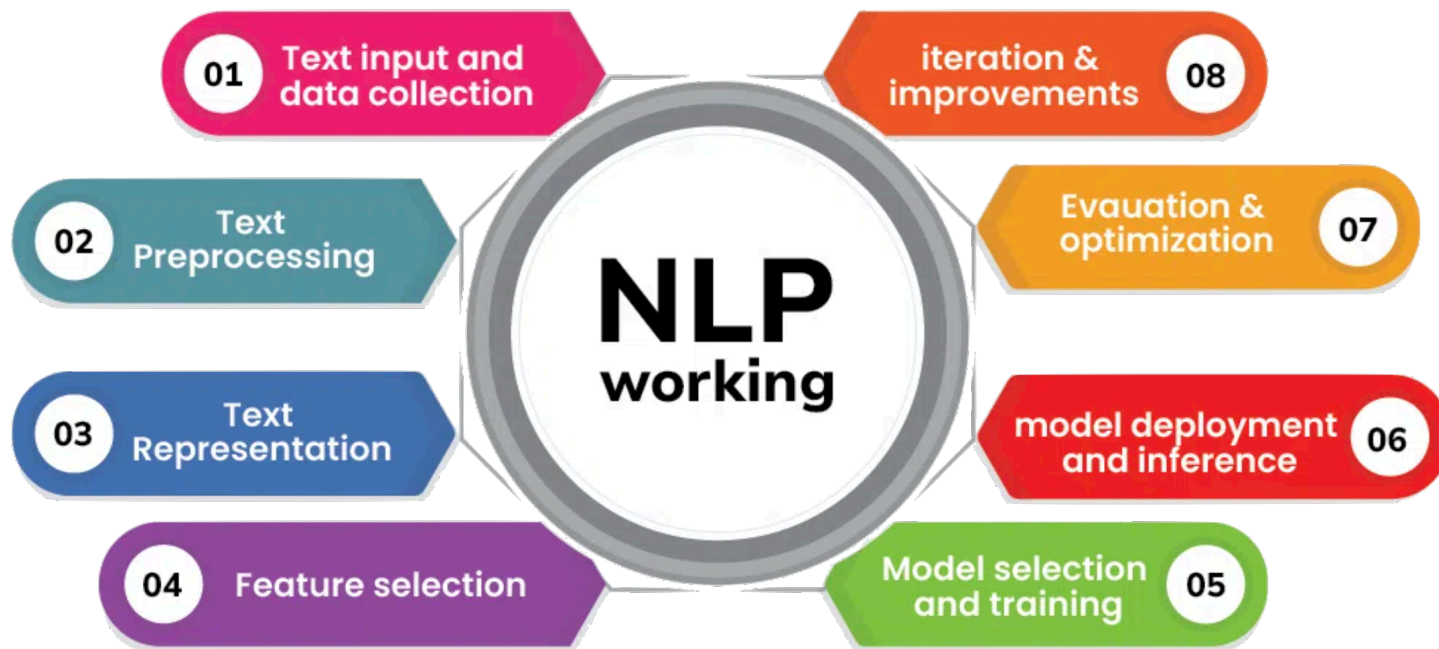 01
Text input and
data collection
02
Text
Preprocessing
03
Text
Representation
04
Feature selection
NLP
working
iteration &
improvements
08
Evauation &
optimization
07
model deployment
and inference
06
Model selection
and training
05